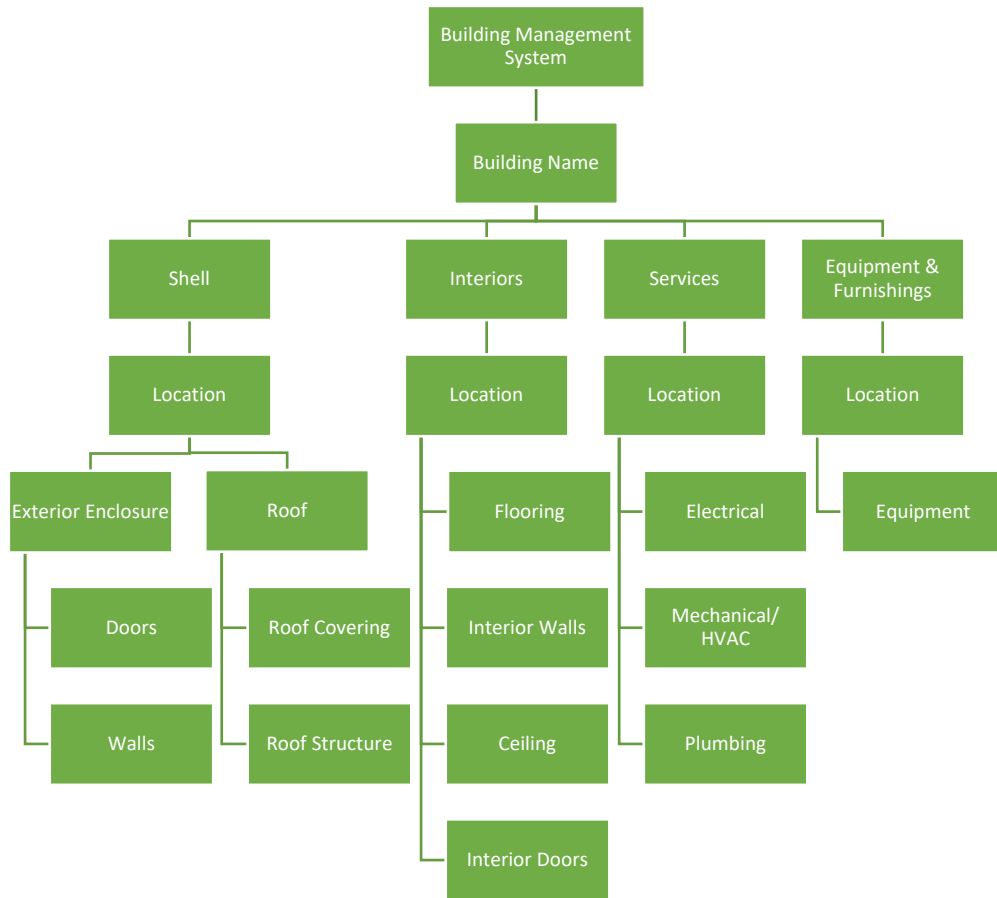 Building Management
System
Building Name
Shell
Interiors
Services
Equipment &
Furnishings
Location
Location
Location
Location
Exterior Enclosure
Roof
Flooring
Electrical
Equipment
Doors
Roof Covering
Interior Walls
Mechanical/
HVAC
Walls
Roof Structure
Ceiling
Plumbing
Interior Doors